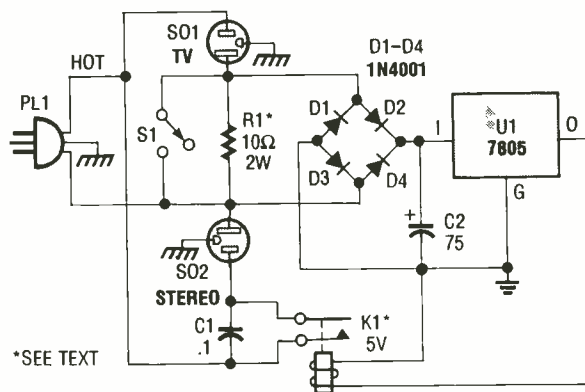 SO1
TV
HOT
PL1
S1
R1*
10Ω
2W
D1-D4
1N4001
D1
D2
D3
D4
I
U1
7805
O
G
+
C2
75
SO2
STEREO
C1
.1
K1*
5V
*SEE TEXT